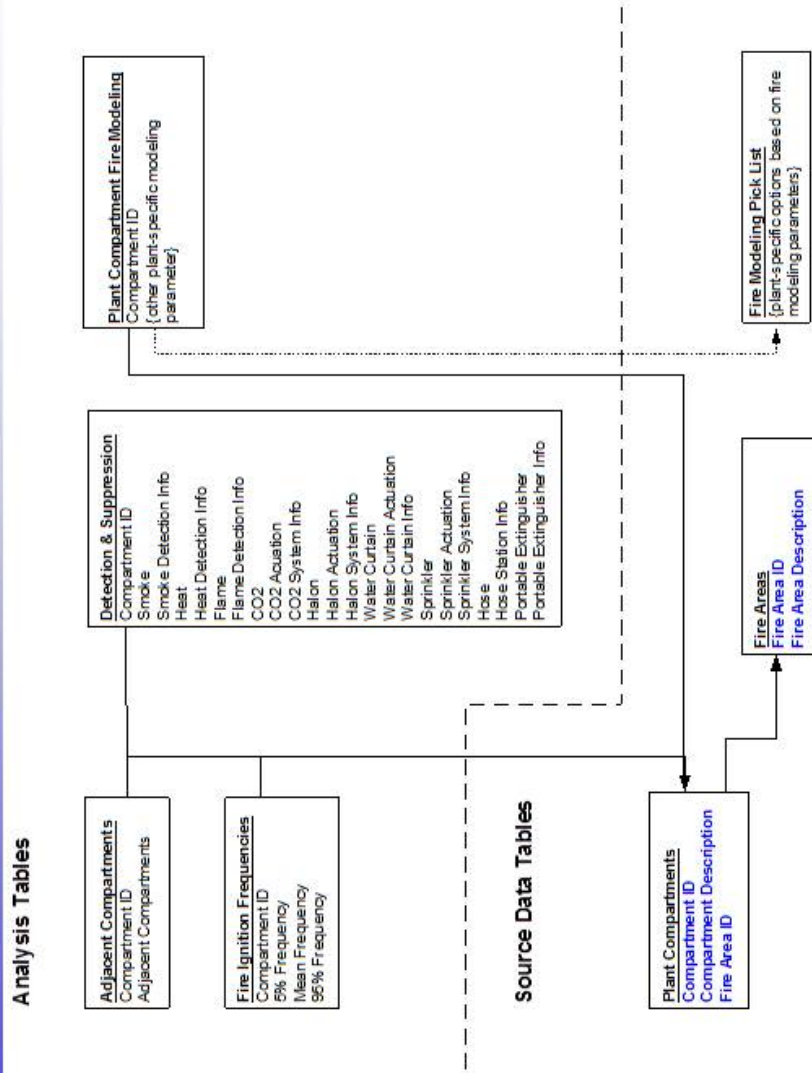 Analysis Tables
Adjacent Compartments
Compartment ID
Adjacent Compartments
Fire Ignition Frequencies
Compartment ID
5% Frequency
Mean Frequency
95% Frequency
Detection & Suppression
Compartment ID
Smoke
Smoke Detection Info
Heat
Heat Detection Info
Flame
Flame Detection Info
CO2
CO2 Acuation
CO2 System Info
Halon
Halon Actuation
Halon System Info
Water Curtain
Water Curtain Actuation
Water Curtain Info
Sprinkler
Sprinkler Actuation
Sprinkler System Info
Hose
Hose Station Info
Portable Extinguisher
Portable Extinguisher Info
Plant Compartment Fire Modeling
Compartment ID
{other plant-specific modeling
parameter}
Source Data Tables
Plant Compartments
Compartment ID
Compartment Description
Fire Area ID
Fire Areas
Fire Area ID
Fire Area Description
Fire Modeling Pick List
{plant-specific options based on fire
modeling parameters}